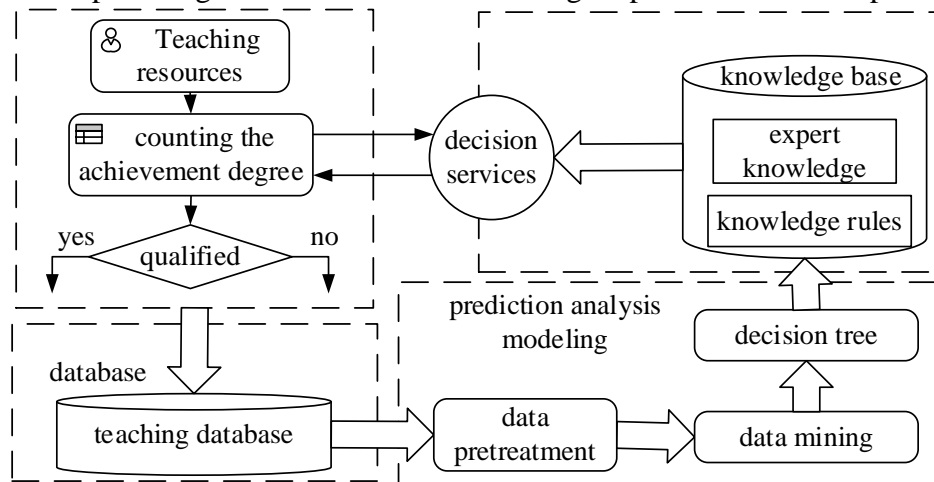 Teaching
resources
counting the
achievement degree
yes
no
qualified
decision
services
knowledge base
expert
knowledge
knowledge rules
prediction analysis
modeling
decision tree
database
teaching database
data
pretreatment
data mining